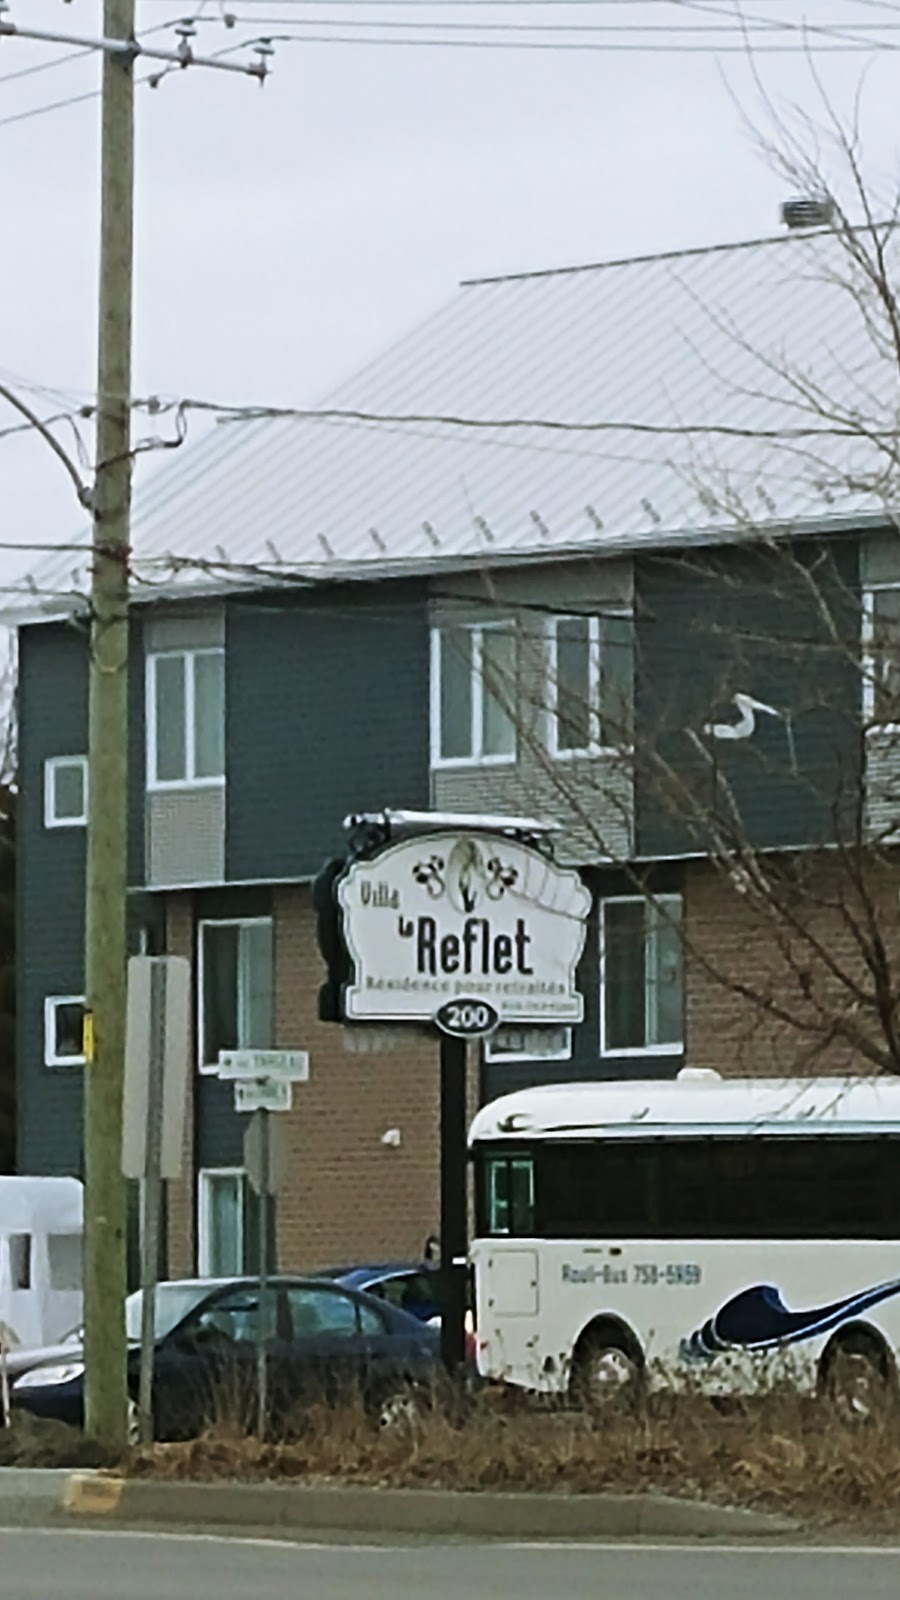 Villa
le
Reflet
Résidence pour retraités
200
Rouli-Bus 758-5959